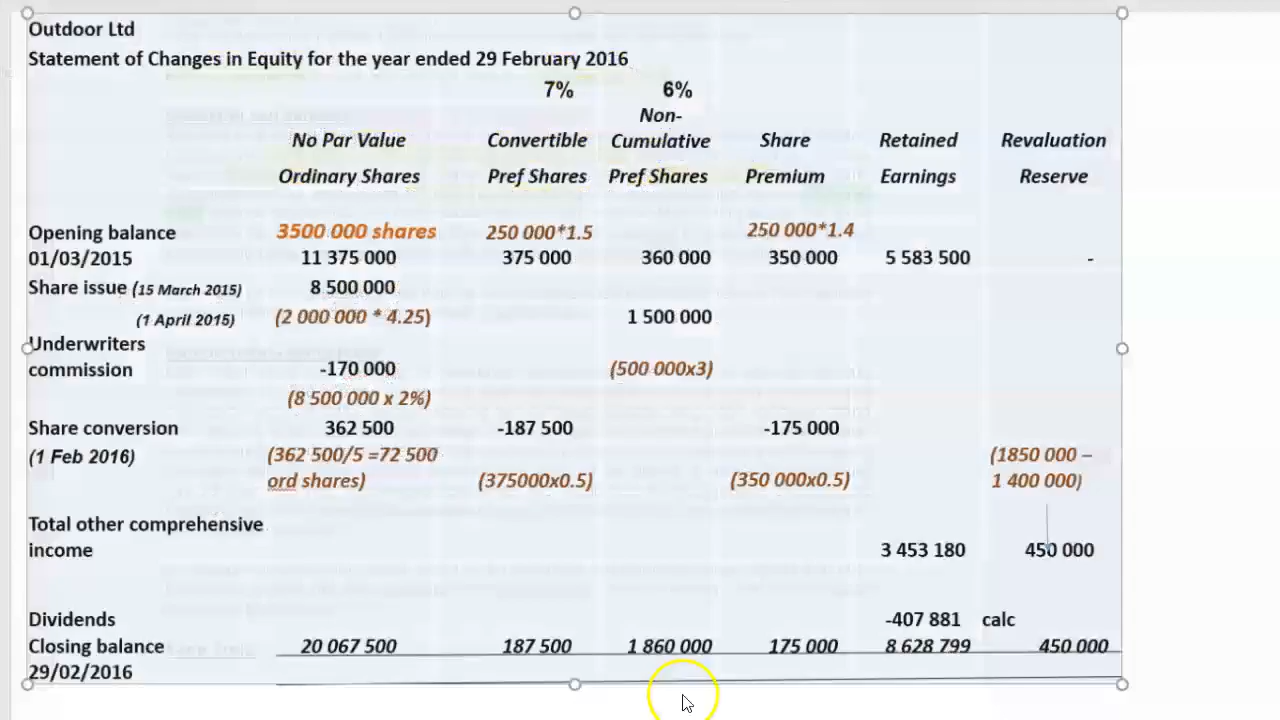 Outdoor Ltd
Statement of Changes in Equity for the year ended 29 February 2016
7% 6%
Non-
No Par Value Convertible Cumulative Share Retained Revaluation
Ordinary Shares Pref Shares Pref Shares Premium Earnings Reserve
Opening balance 3500 000 shares 250 000*1.5 250 000*1.4
01/03/2015 11 375 000 375 000 360 000 350 000 5 583 500 -
Share issue (15 March 2015) 8 500 000
(1 April 2015) (2 000 000 * 4.25) 1 500 000
Underwriters
commission -170 000 (500 000x3)
(8 500 000 x 2%)
Share conversion 362 500 -187 500 -175 000
(1 Feb 2016) (362 500/5 =72 500 (1850 000 –
ord shares) (375000x0.5) (350 000x0.5) 1 400 000)
Total other comprehensive
income 3 453 180 450 000
Dividends -407 881 calc
Closing balance 20 067 500 187 500 1 860 000 175 000 8 628 799 450 000
29/02/2016